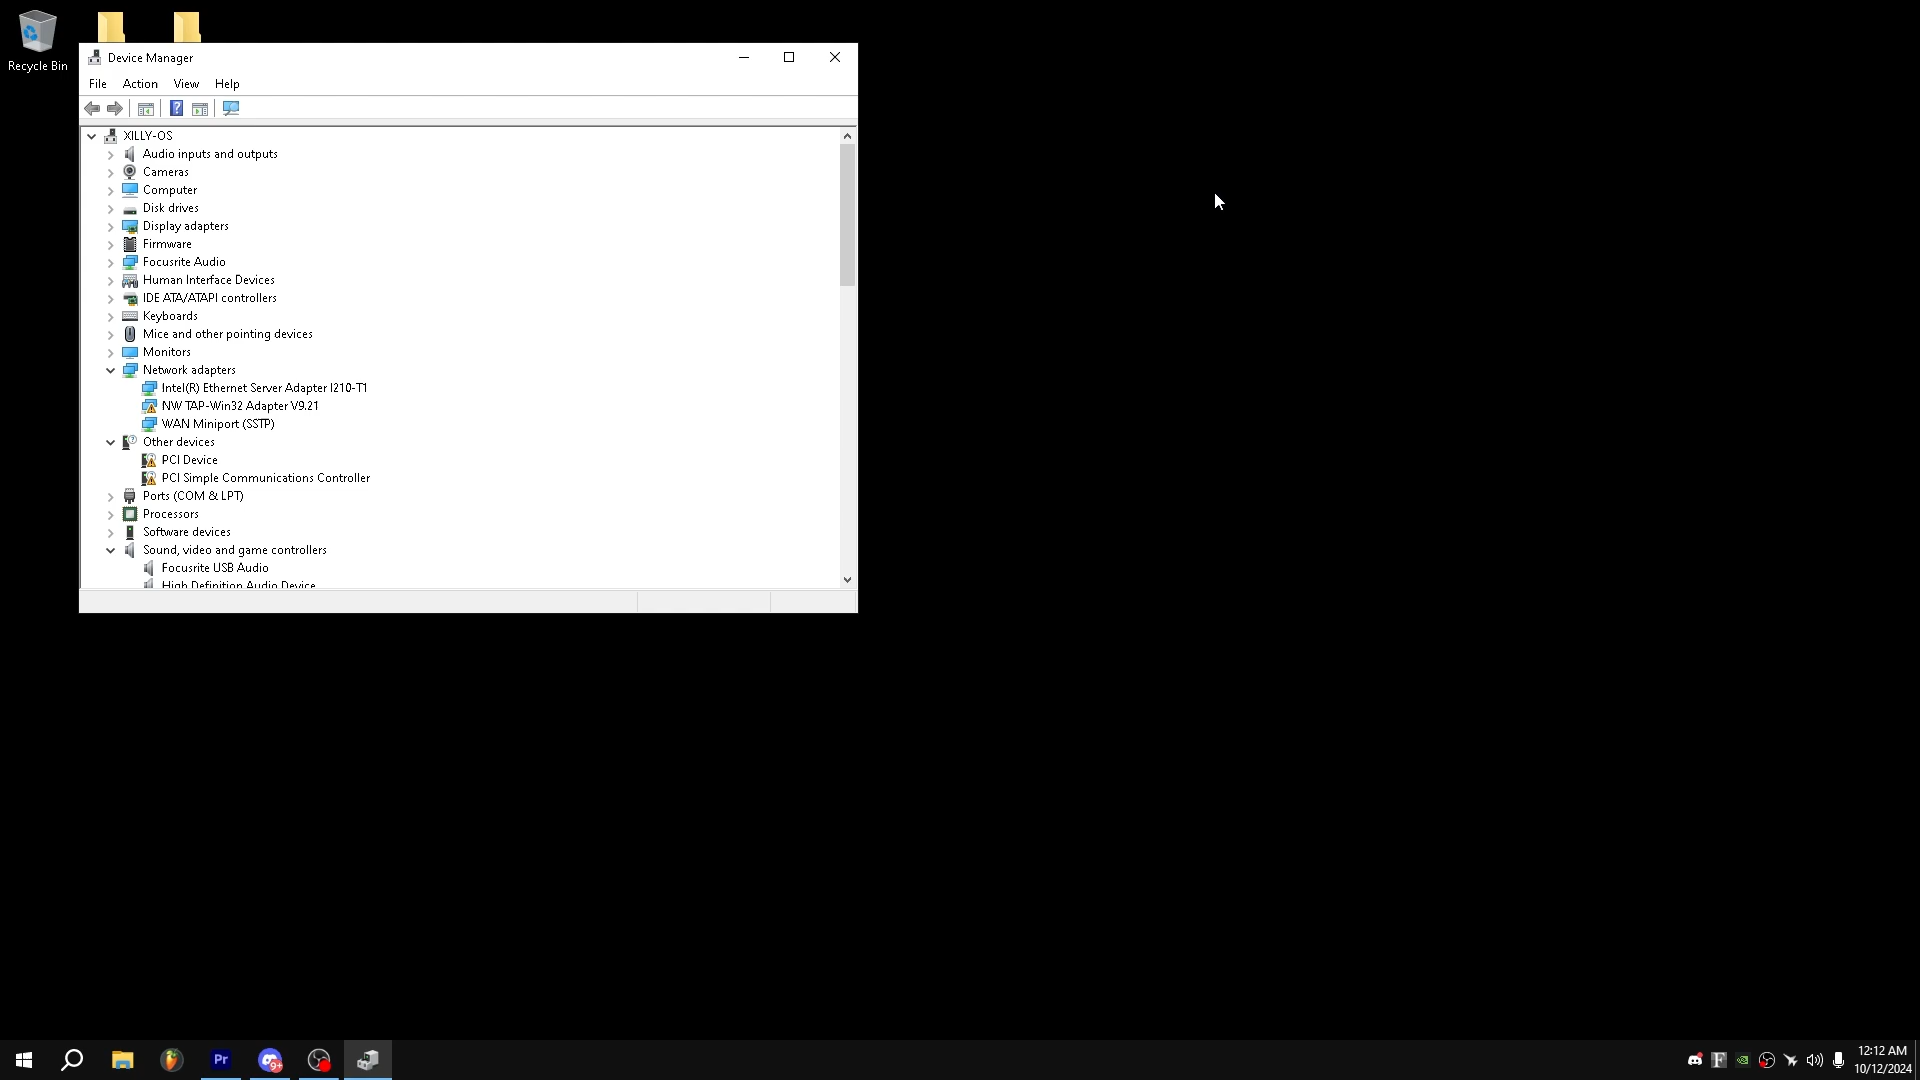 Recycle Bin
Device Manager
File Action View Help
XILLY-OS
Audio inputs and outputs
Cameras
Computer
Disk drives
Display adapters
Firmware
Focusrite Audio
Human Interface Devices
IDE ATA/ATAPI controllers
Keyboards
Mice and other pointing devices
Monitors
Network adapters
Intel(R) Ethernet Server Adapter I210-T1
NW TAP-Win32 Adapter V9.21
WAN Miniport (SSTP)
Other devices
PCI Device
PCI Simple Communications Controller
Ports (COM & LPT)
Processors
Software devices
Sound, video and game controllers
Focusrite USB Audio
High Definition Audio Device
Pr
9+
F
12:12 AM
10/12/2024